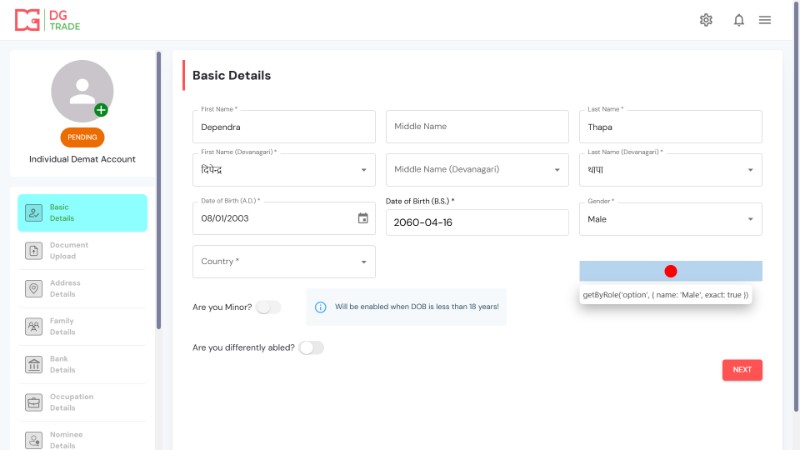 DG
TRADE
PENDING
Individual Demat Account
Basic
Details
Document
Upload
Address
Details
Family
Details
Bank
Details
Occupation
Details
Nominee
Details
Basic Details
First Name *
Dependra
Middle Name
Last Name *
Thapa
First Name (Devanagari) *
दिपेन्द्र
Middle Name (Devanagari)
Last Name (Devanagari) *
थापा
Date of Birth (A.D.) *
08/01/2003
Date of Birth (B.S.) *
2060-04-16
Gender *
Male
Country *
getByRole('option', { name: 'Male', exact: true })
Are you Minor?
Will be enabled when DOB is less than 18 years!
Are you differently abled?
NEXT